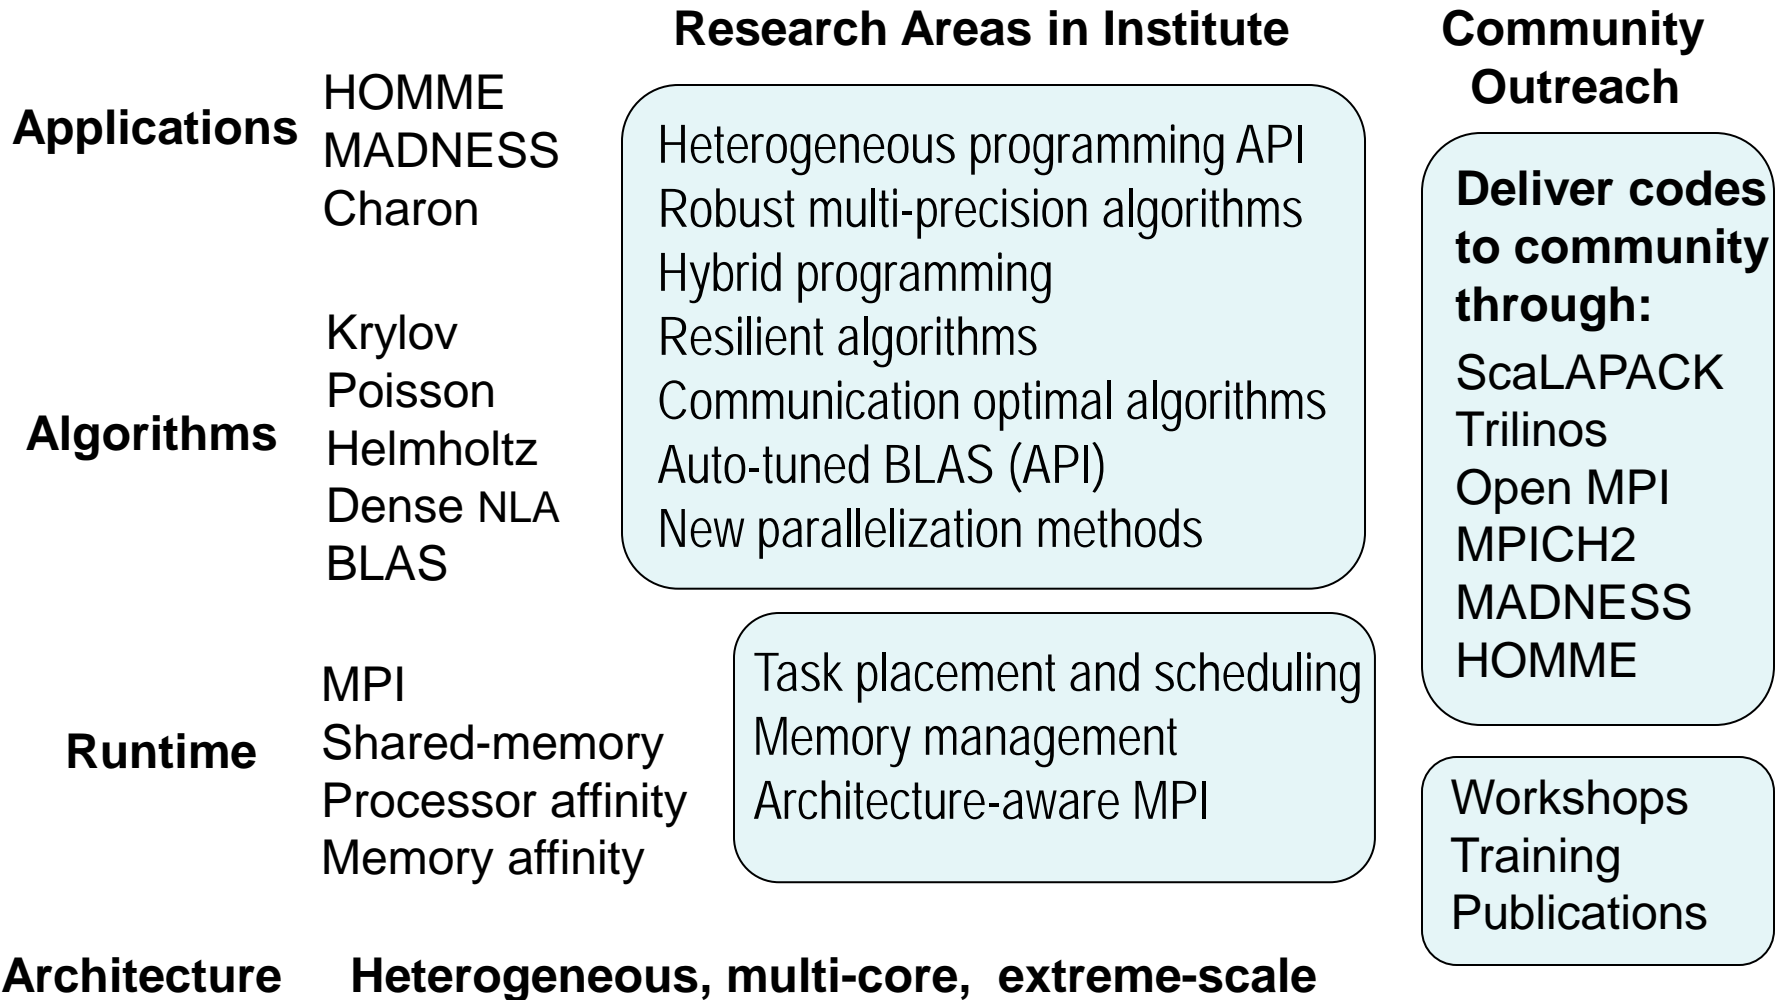 Research Areas in Institute
Community
Outreach
Applications
HOMME
MADNESS
Charon
Heterogeneous programming API
Robust multi-precision algorithms
Hybrid programming
Resilient algorithms
Communication optimal algorithms
Auto-tuned BLAS (API)
New parallelization methods
Algorithms
Krylov
Poisson
Helmholtz
Dense NLA
BLAS
Runtime
MPI
Shared-memory
Processor affinity
Memory affinity
Task placement and scheduling
Memory management
Architecture-aware MPI
Deliver codes
to community
through:
ScaLAPACK
Trilinos
Open MPI
MPICH2
MADNESS
HOMME
Workshops
Training
Publications
Architecture
Heterogeneous, multi-core, extreme-scale